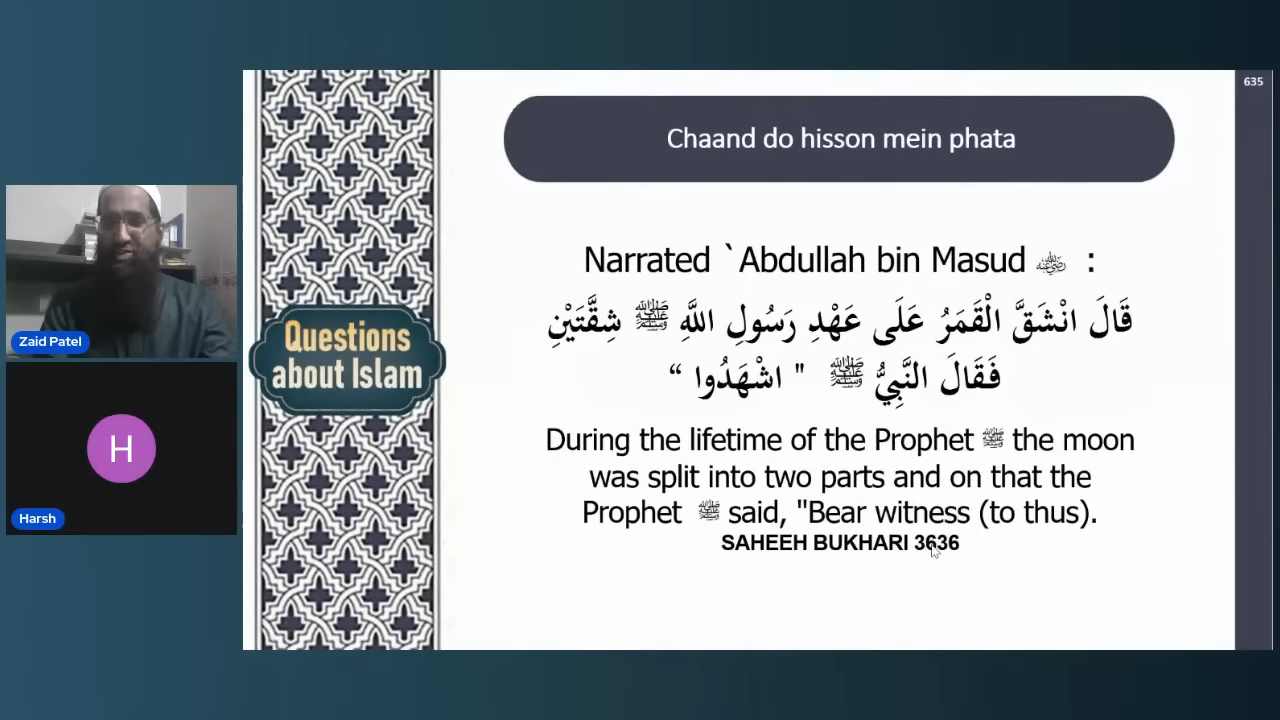 635
Chaand do hisson mein phata
Zaid Patel
H
Harsh
Questions
about Islam
Narrated `Abdullah bin Masud رضي الله عنه :
قَالَ انْشَقَّ الْقَمَرُ عَلَى عَهْدِ رَسُولِ اللَّهِ ﷺ شِقَّتَيْنِ
فَقَالَ النَّبِيُّ ﷺ " اشْهَدُوا “
During the lifetime of the Prophet ﷺ the moon
was split into two parts and on that the
Prophet ﷺ said, "Bear witness (to thus).
SAHEEH BUKHARI 3636